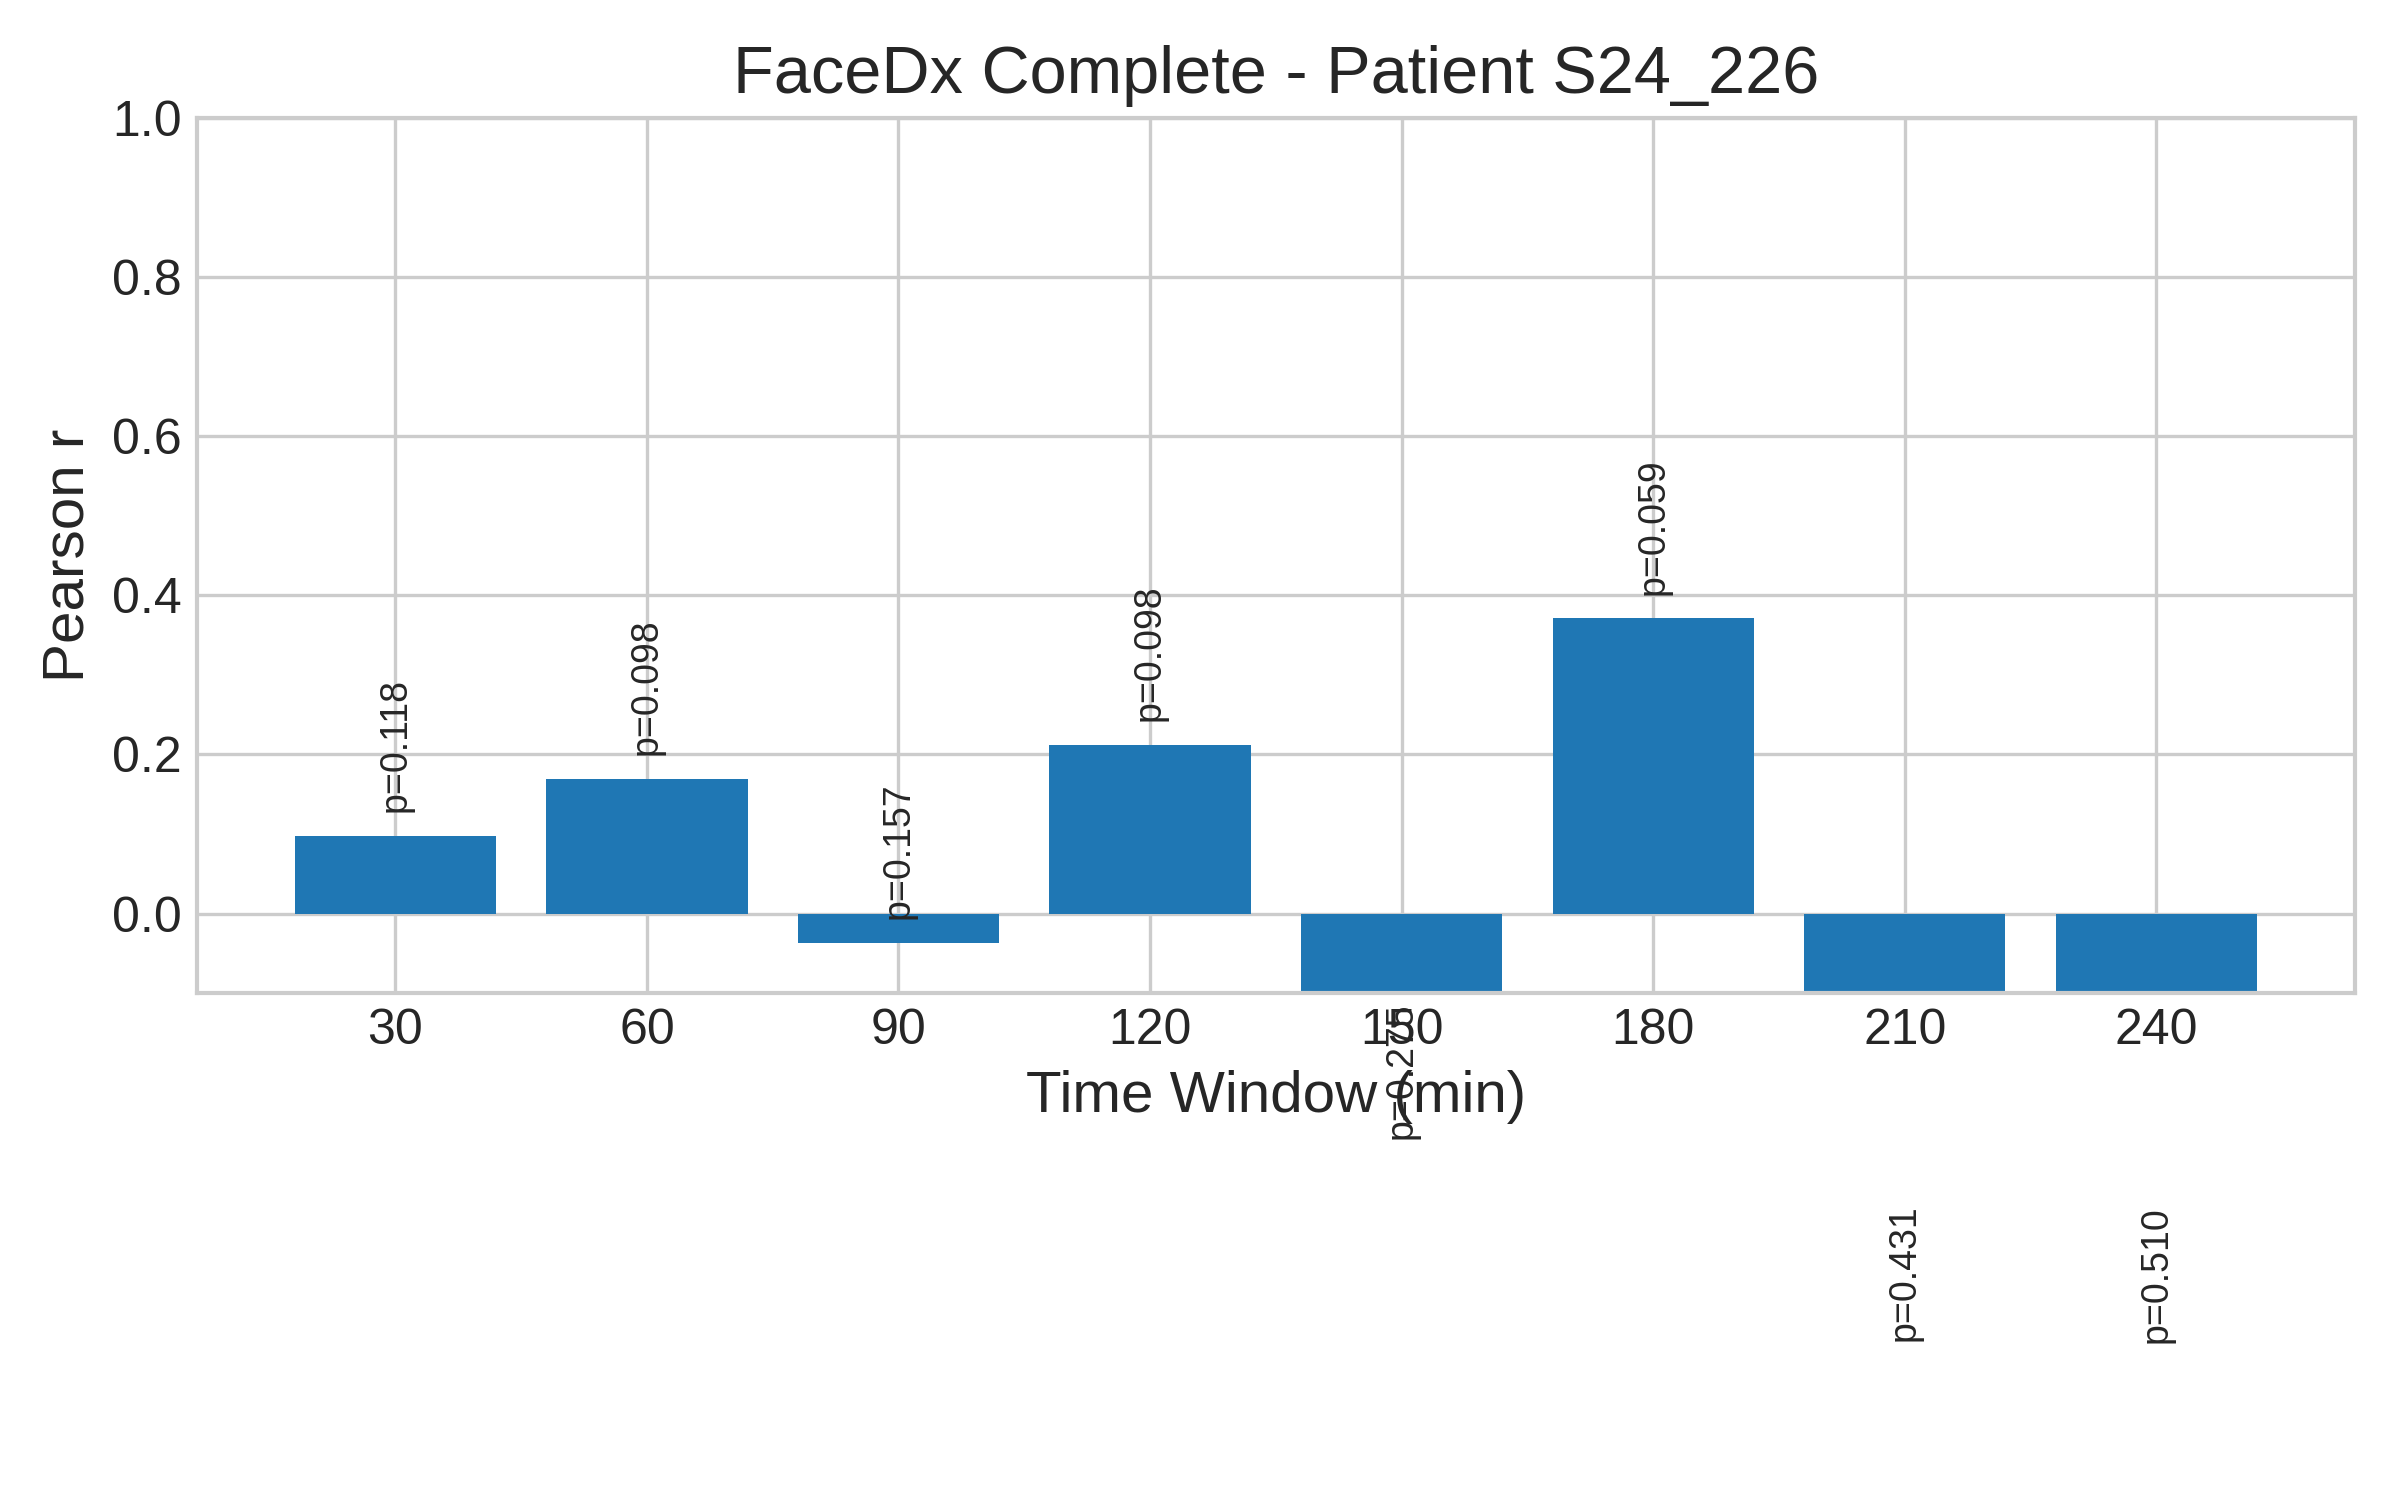 FaceDx Complete - Patient S24_226
1.0
0.8
0.6
0.4
0.2
0.0
Pearson r
p=0.118
p=0.098
p=0.157
p=0.098
p=0.275
p=0.059
p=0.431
p=0.510
30 60 90 120 150 180 210 240
Time Window (min)